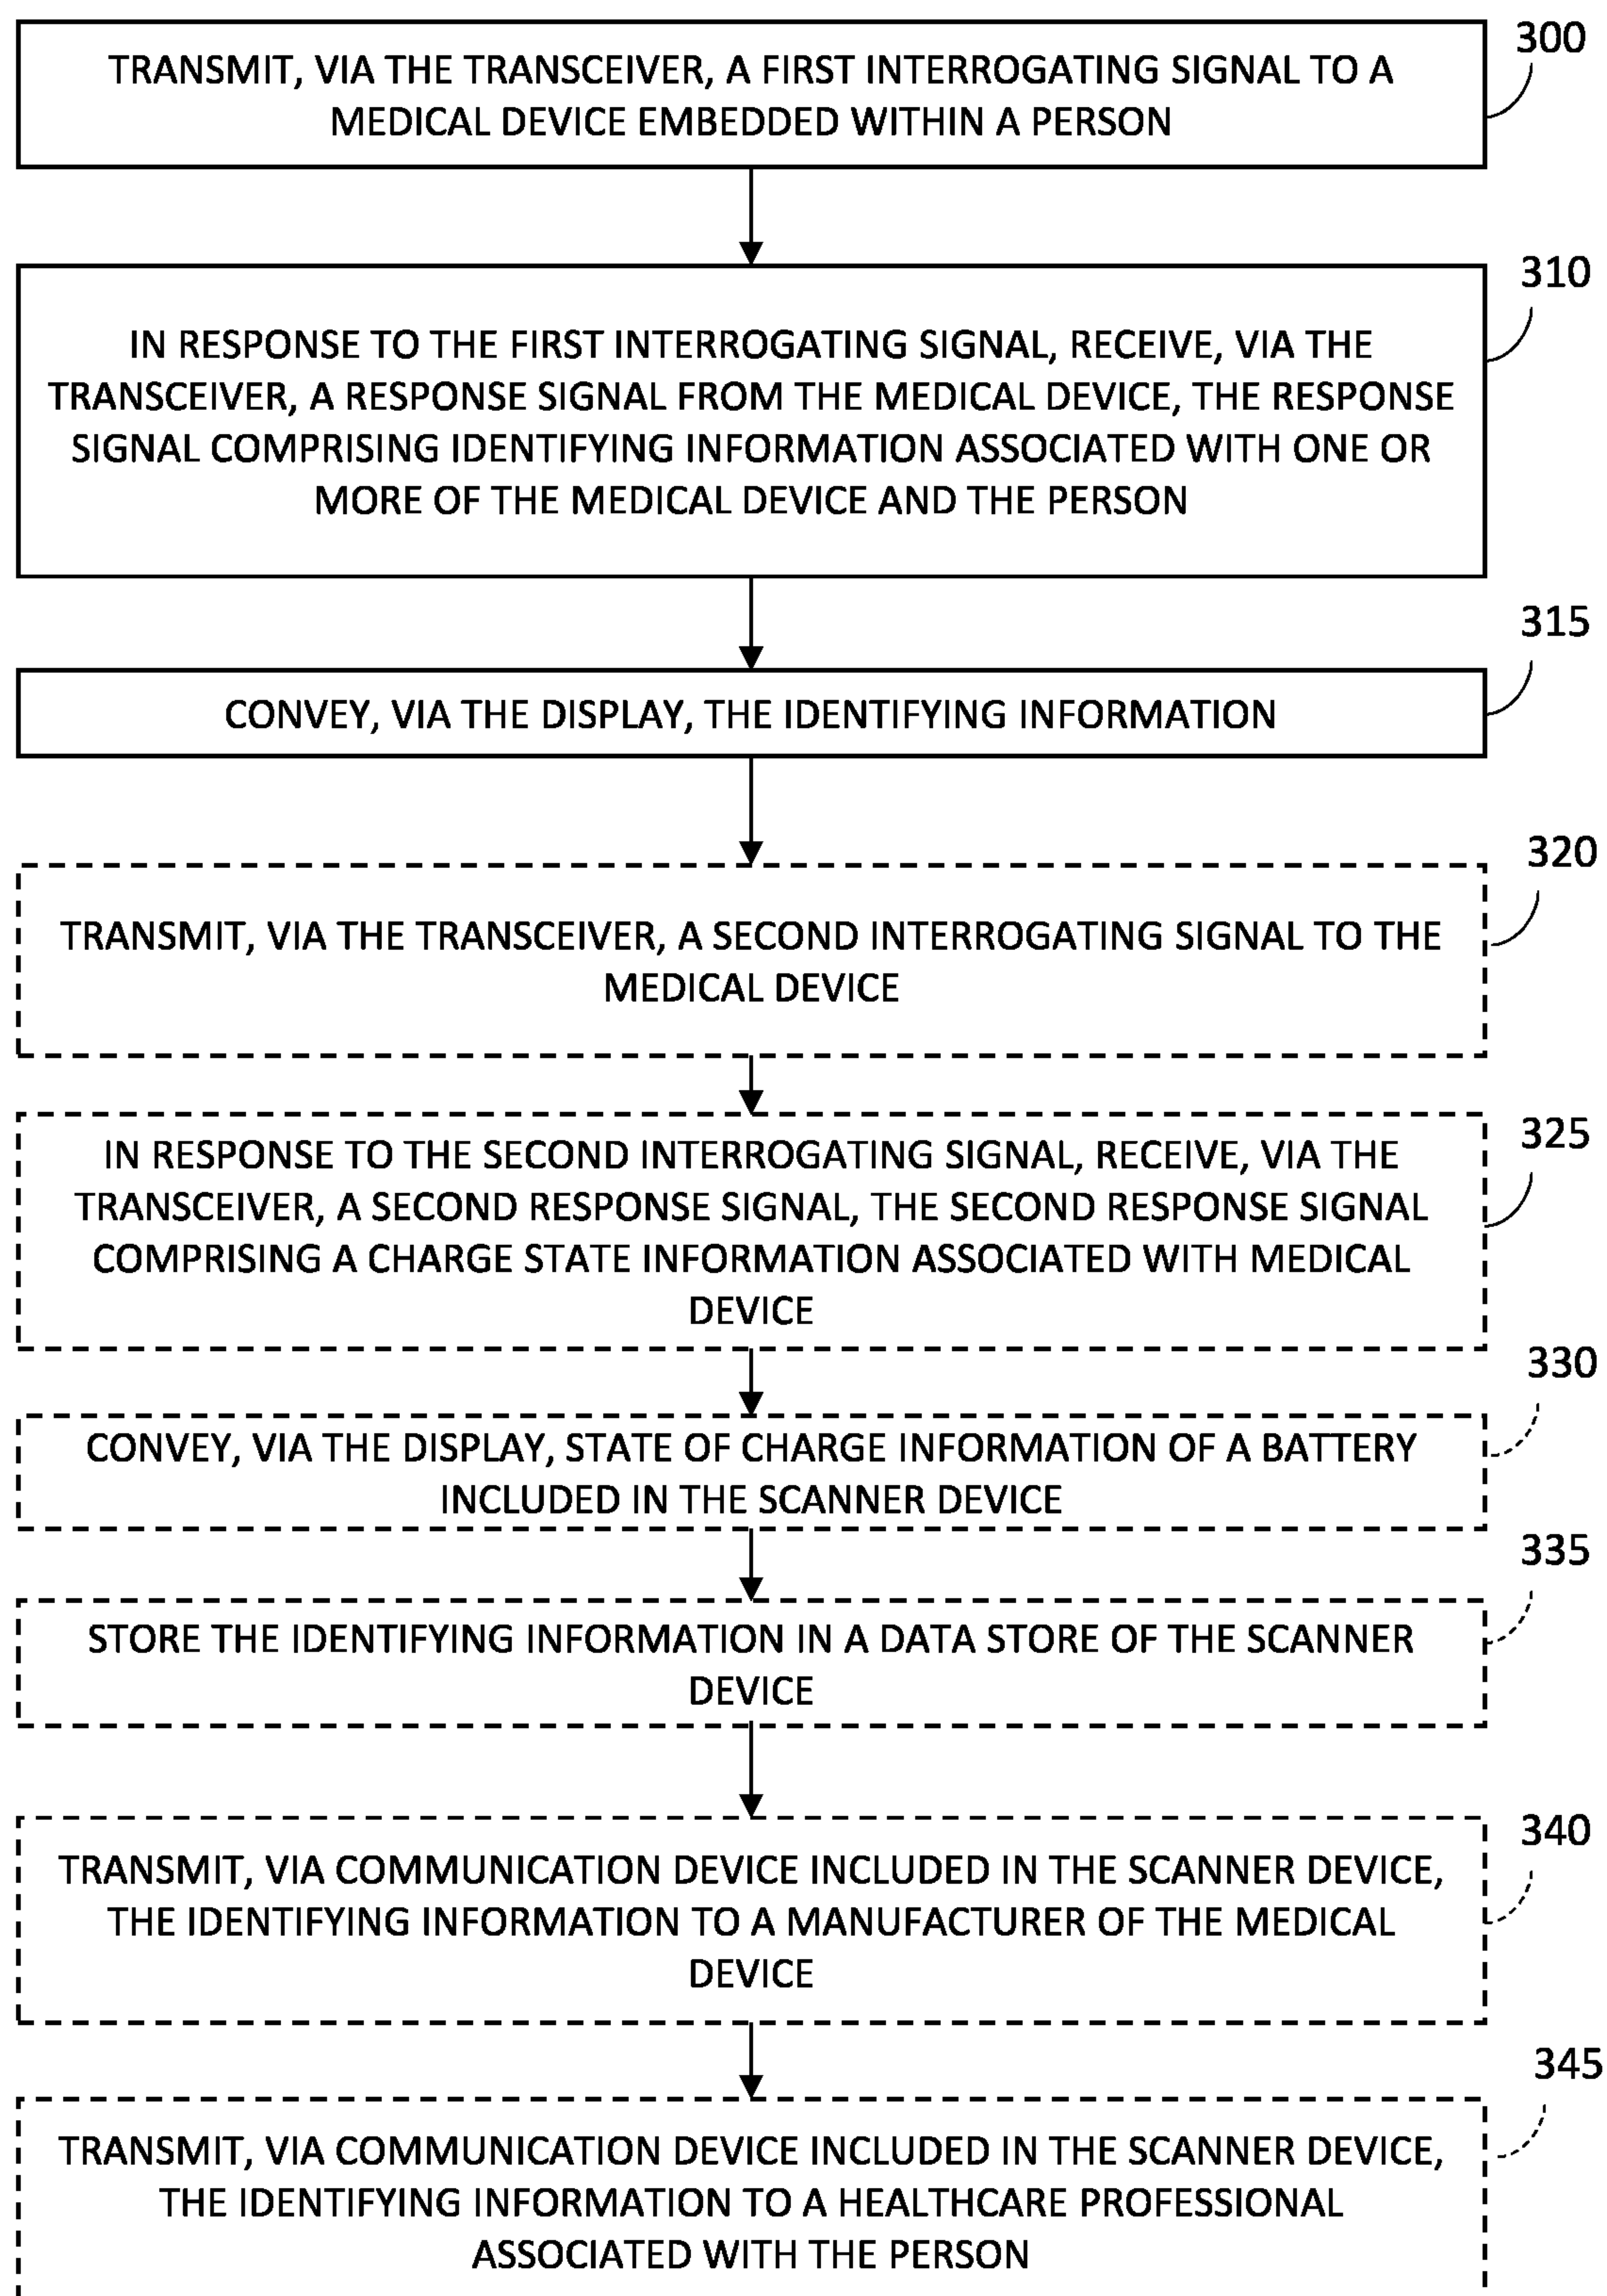 300
TRANSMIT, VIA THE TRANSCEIVER, A FIRST INTERROGATING SIGNAL TO A
MEDICAL DEVICE EMBEDDED WITHIN A PERSON
310
IN RESPONSE TO THE FIRST INTERROGATING SIGNAL, RECEIVE, VIA THE
TRANSCEIVER, A RESPONSE SIGNAL FROM THE MEDICAL DEVICE, THE RESPONSE
SIGNAL COMPRISING IDENTIFYING INFORMATION ASSOCIATED WITH ONE OR
MORE OF THE MEDICAL DEVICE AND THE PERSON
315
CONVEY, VIA THE DISPLAY, THE IDENTIFYING INFORMATION
320
TRANSMIT, VIA THE TRANSCEIVER, A SECOND INTERROGATING SIGNAL TO THE
MEDICAL DEVICE
325
IN RESPONSE TO THE SECOND INTERROGATING SIGNAL, RECEIVE, VIA THE
TRANSCEIVER, A SECOND RESPONSE SIGNAL, THE SECOND RESPONSE SIGNAL
COMPRISING A CHARGE STATE INFORMATION ASSOCIATED WITH MEDICAL
DEVICE
330
CONVEY, VIA THE DISPLAY, STATE OF CHARGE INFORMATION OF A BATTERY
INCLUDED IN THE SCANNER DEVICE
335
STORE THE IDENTIFYING INFORMATION IN A DATA STORE OF THE SCANNER
DEVICE
340
TRANSMIT, VIA COMMUNICATION DEVICE INCLUDED IN THE SCANNER DEVICE,
THE IDENTIFYING INFORMATION TO A MANUFACTURER OF THE MEDICAL
DEVICE
345
TRANSMIT, VIA COMMUNICATION DEVICE INCLUDED IN THE SCANNER DEVICE,
THE IDENTIFYING INFORMATION TO A HEALTHCARE PROFESSIONAL
ASSOCIATED WITH THE PERSON